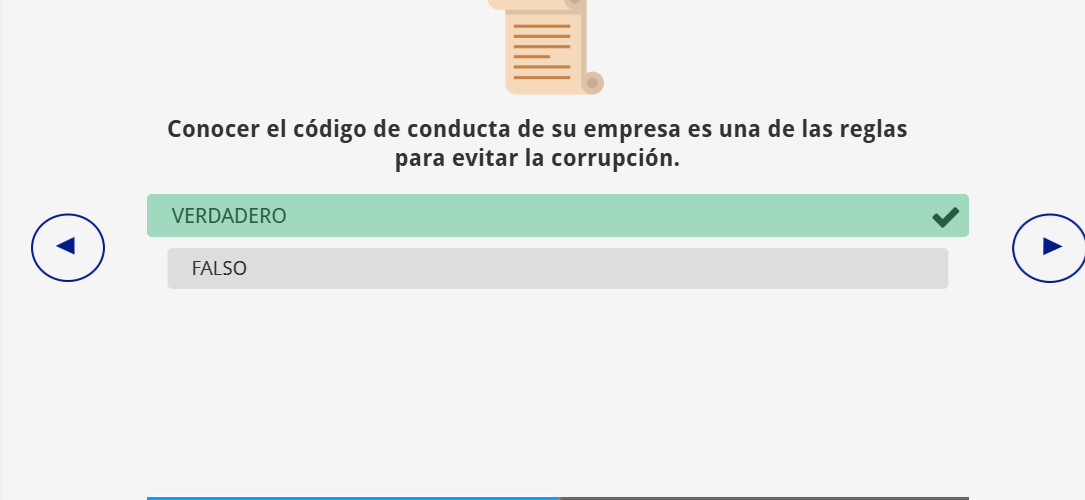 Conocer el código de conducta de su empresa es una de las reglas
para evitar la corrupción.
VERDADERO
FALSO